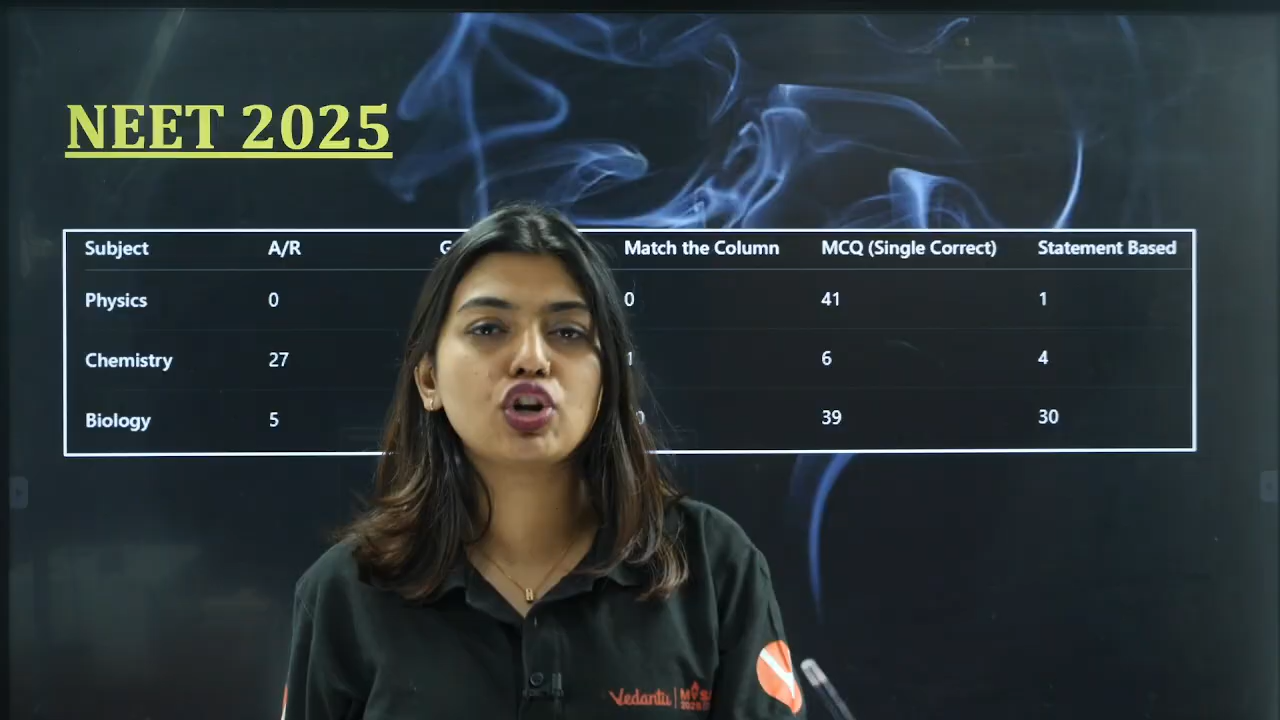 NEET 2025
Subject A/R Match the Column MCQ (Single Correct) Statement Based
Physics 0 0 41 1
Chemistry 27 1 6 4
Biology 5 39 30
Vedantu